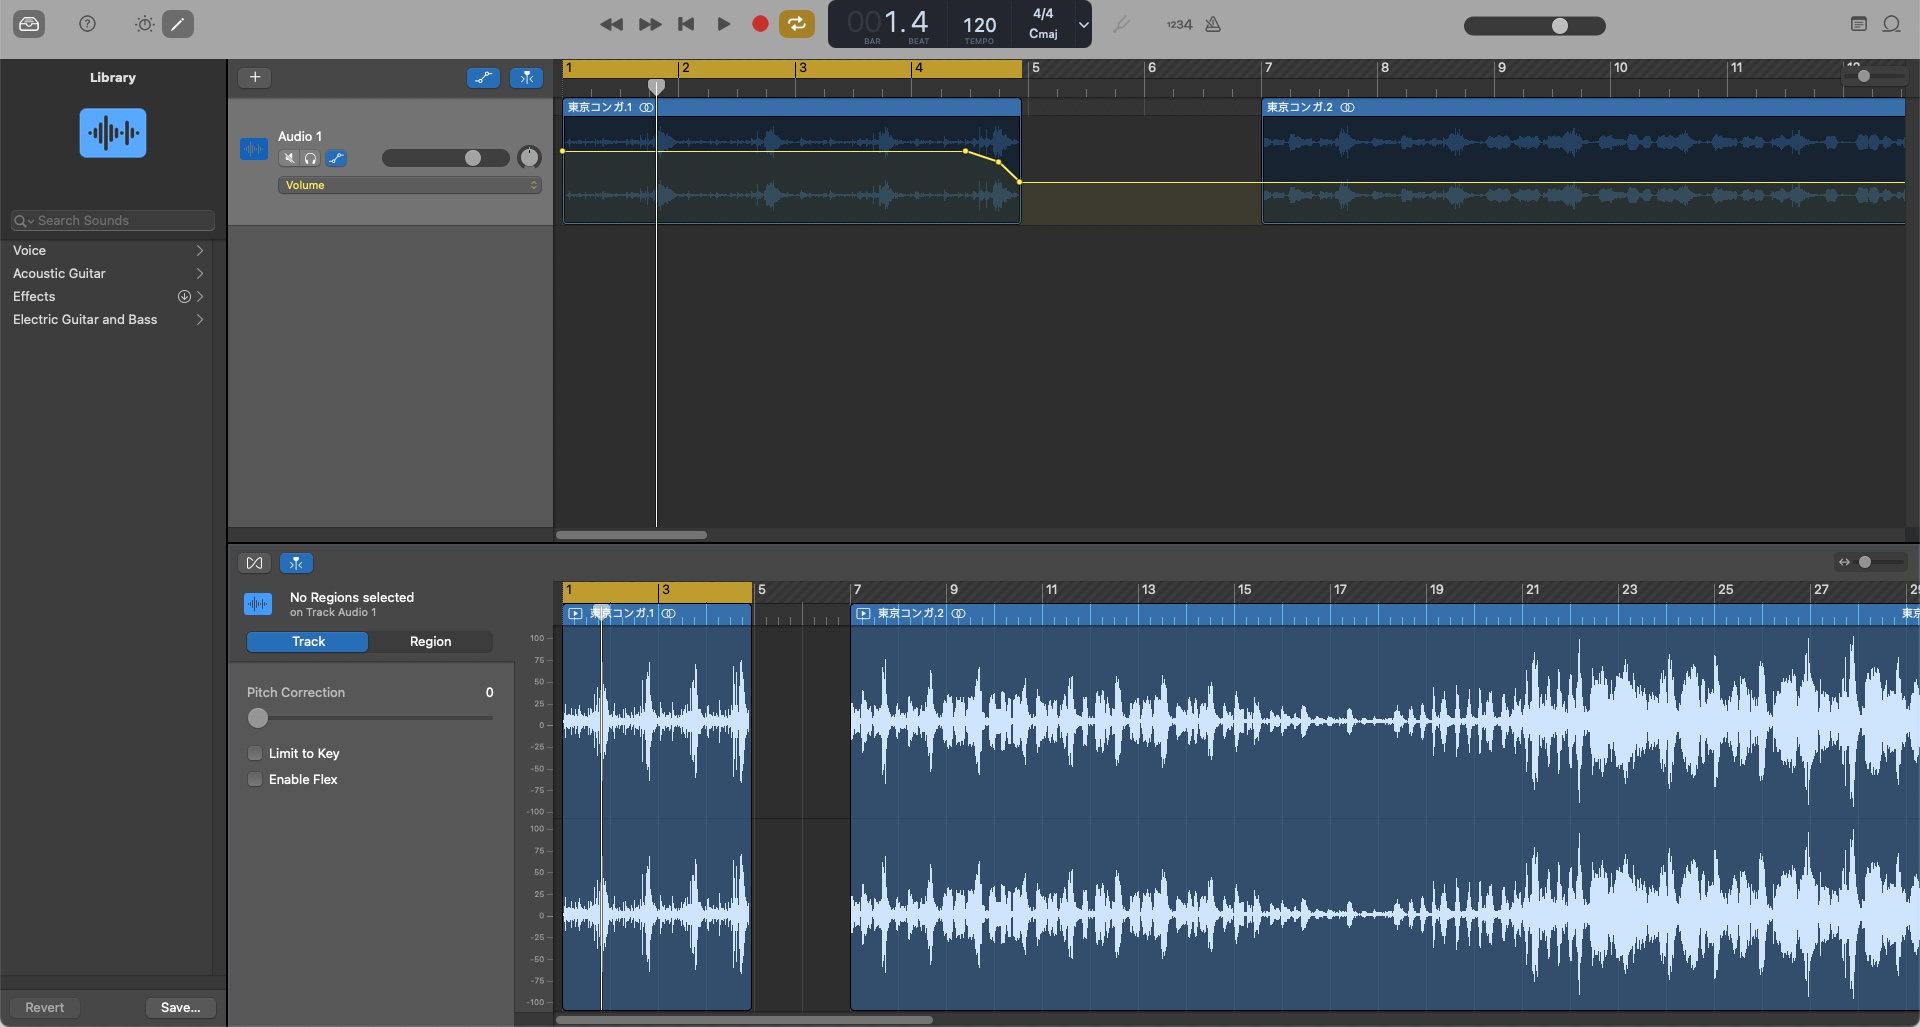 1234
001.4
BAR
BEAT
120
TEMPO
4/4
Cmaj
Library
Search Sounds
Voice
Acoustic Guitar
Effects
Electric Guitar and Bass
Revert
Save...
Audio 1
Volume
1 2 3 4 5 6 7 8 9 10 11
東京コンガ.1
東京コンガ.2
No Regions selected
on Track Audio 1
Track
Region
Pitch Correction
0
Limit to Key
Enable Flex
1 3 5 7 9 11 13 15 17 19 21 23 25 27
東京コンガ.1
東京コンガ.2
東京
100
75
50
25
0
-25
-50
-75
-100
100
75
50
25
0
-25
-50
-75
-100